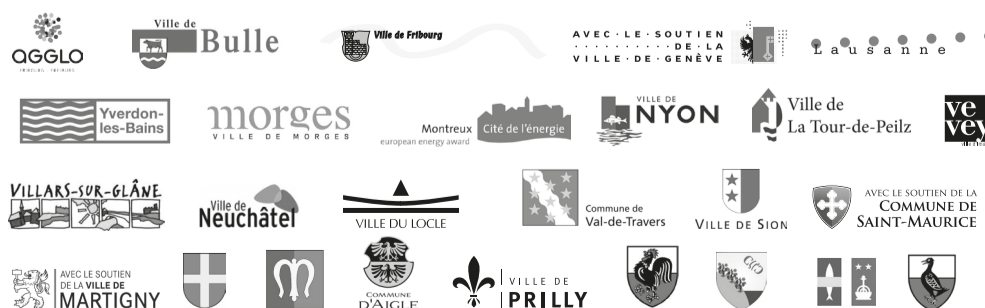 AGGLO
FRIBOURG · FREIBURG
Ville de
Bulle
Ville de Fribourg
AVEC·LE·SOUTIEN
DE·LA
VILLE·DE·GENÈVE
Lausanne
Yverdon-
les-Bains
morges
VILLE DE MORGES
Montreux
Cité de l'énergie
european energy award
VILLE DE
NYON
Ville de
La Tour-de-Peilz
ve
vey
VILLARS-SUR-GLÂNE
Ville de
Neuchâtel
VILLE DU LOCLE
Commune de
Val-de-Travers
VILLE DE SION
AVEC LE SOUTIEN DE LA
COMMUNE DE
SAINT-MAURICE
AVEC LE SOUTIEN
DE LA VILLE DE
MARTIGNY
COMMUNE
D'AIGLE
VILLE DE
PRILLY